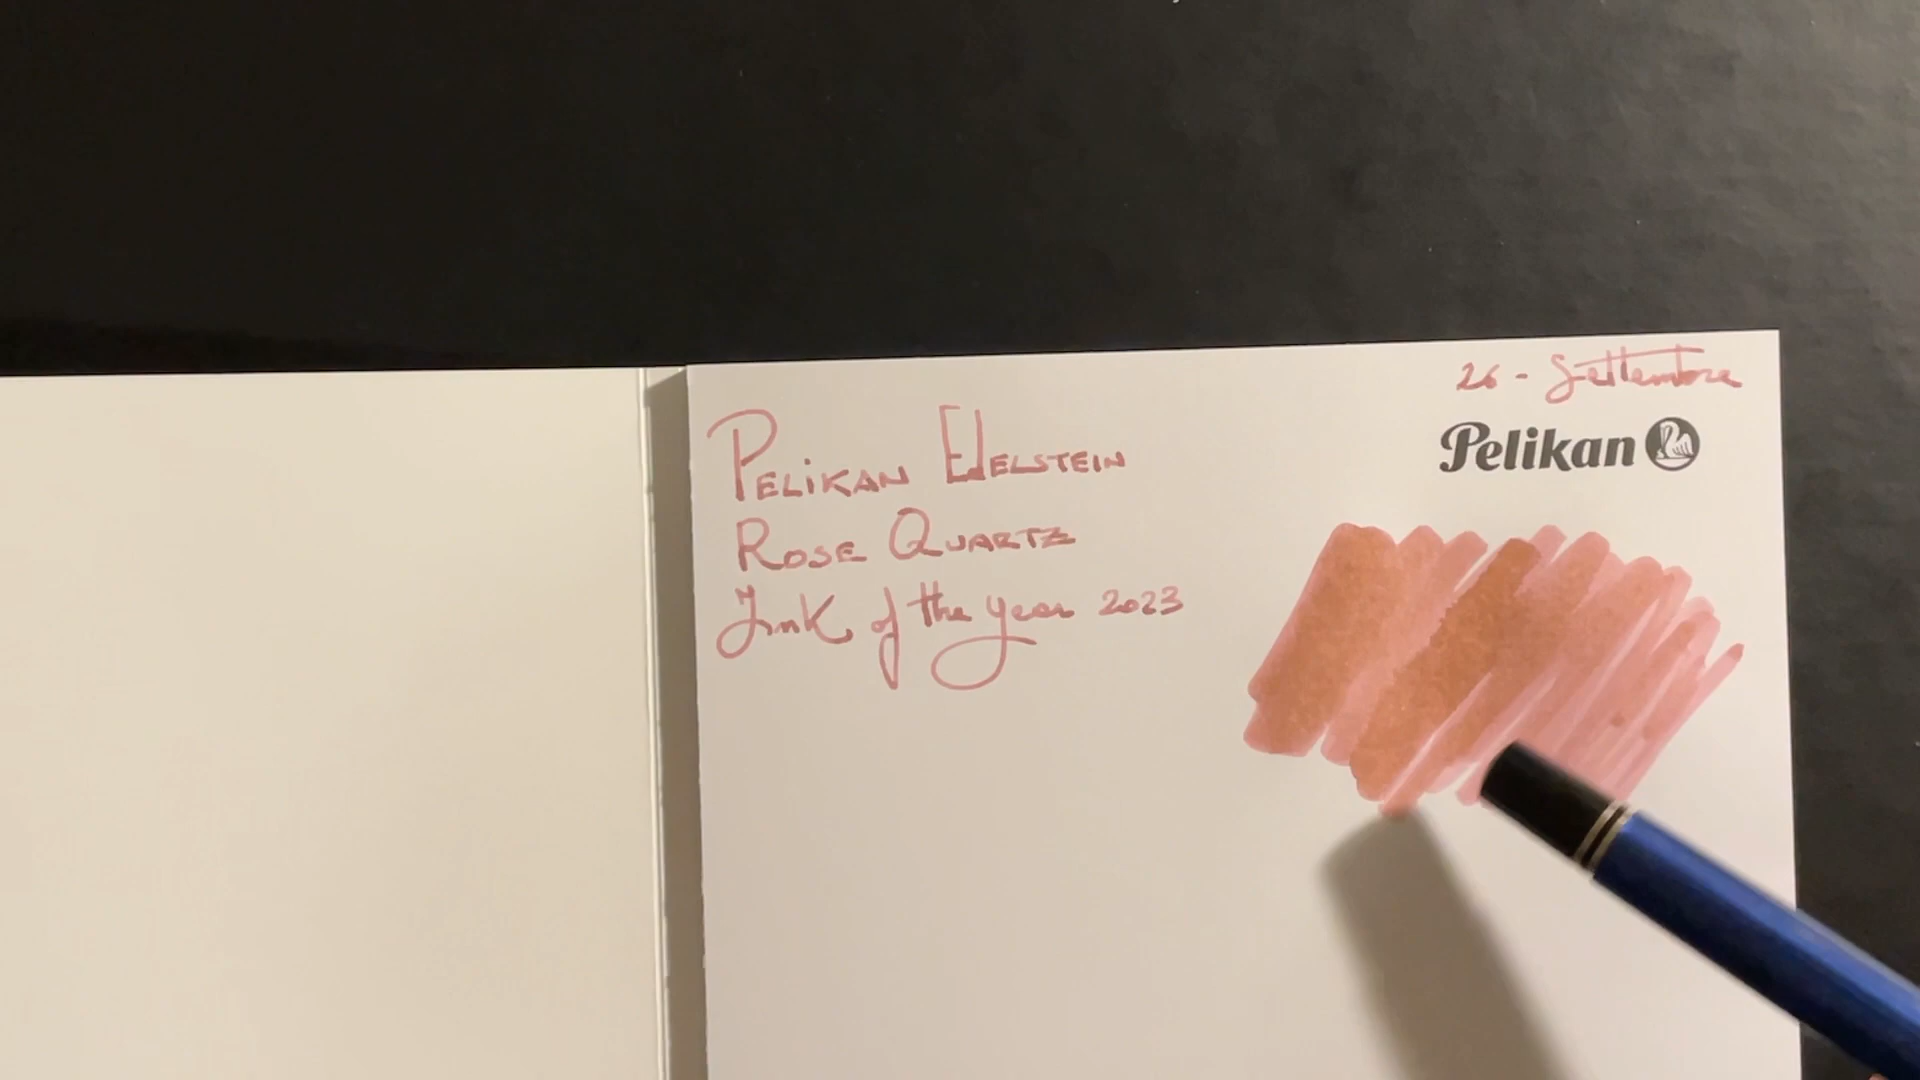 26 - Settembre
Pelikan
PELiKAN EDELSTEIN
ROSE QUARTZ
Ink of the year 2023